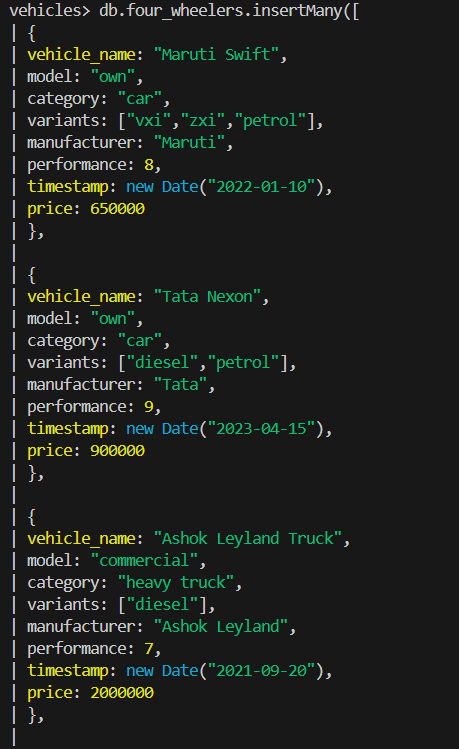 vehicles> db.four_wheelers.insertMany([
| {
| vehicle_name: "Maruti Swift",
| model: "own",
| category: "car",
| variants: ["vxi","zxi","petrol"],
| manufacturer: "Maruti",
| performance: 8,
| timestamp: new Date("2022-01-10"),
| price: 650000
| },
|
| {
| vehicle_name: "Tata Nexon",
| model: "own",
| category: "car",
| variants: ["diesel","petrol"],
| manufacturer: "Tata",
| performance: 9,
| timestamp: new Date("2023-04-15"),
| price: 900000
| },
|
| {
| vehicle_name: "Ashok Leyland Truck",
| model: "commercial",
| category: "heavy truck",
| variants: ["diesel"],
| manufacturer: "Ashok Leyland",
| performance: 7,
| timestamp: new Date("2021-09-20"),
| price: 2000000
| },
|